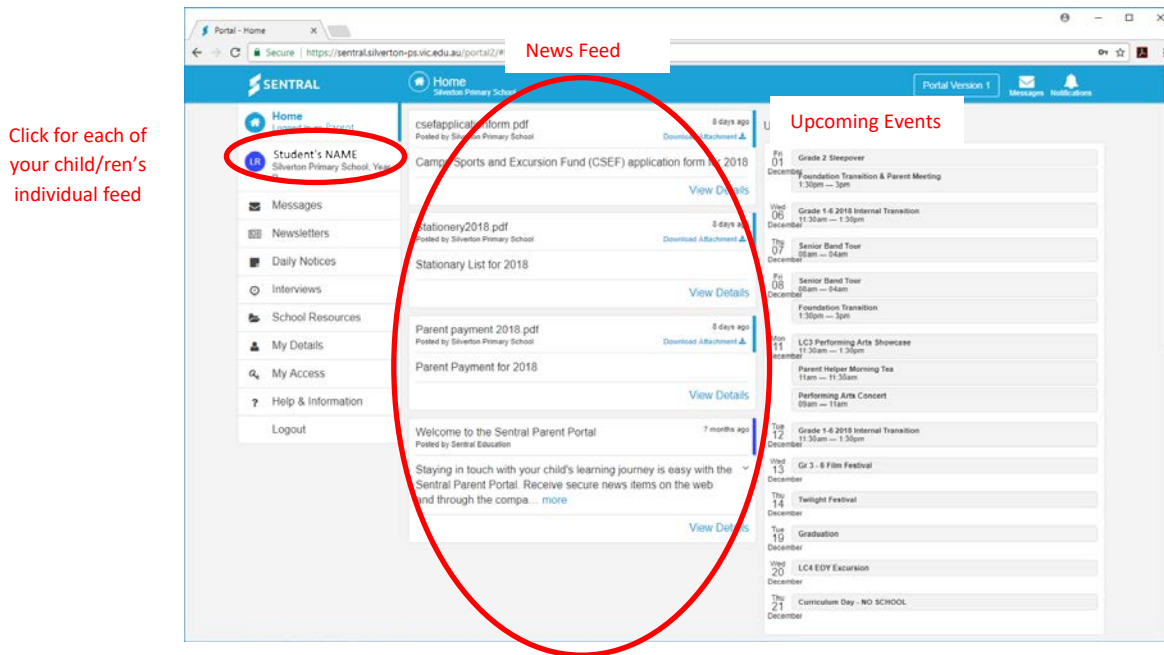 Portal - Home
Secure | https://sentral.silverton-ps.vic.edu.au/portal2/#
News Feed
SENTRAL
Home
Silverton Primary School
Portal Version 1
Messages
Notifications
Click for each of
your child/ren's
individual feed
Home
Logged in as Parent
LR
Student's NAME
Silverton Primary School, Year
Messages
Newsletters
Daily Notices
Interviews
School Resources
My Details
My Access
Help & Information
Logout
csefapplicationform.pdf
8 days ago
Posted by Silverton Primary School
Download Attachment
Camps Sports and Excursion Fund (CSEF) application form for 2018
View Details
Stationery2018.pdf
8 days ago
Posted by Silverton Primary School
Download Attachment
Stationary List for 2018
View Details
Parent payment 2018.pdf
8 days ago
Posted by Silverton Primary School
Download Attachment
Parent Payment for 2018
View Details
Welcome to the Sentral Parent Portal
7 months ago
Posted by Sentral Education
Staying in touch with your child's learning journey is easy with the
Sentral Parent Portal. Receive secure news items on the web
and through the compa... more
View Details
Upcoming Events
Fri
01
December
Grade 2 Sleepover
Foundation Transition & Parent Meeting
1:30pm — 3pm
Wed
06
December
Grade 1-6 2018 Internal Transition
11:30am — 1:30pm
Thu
07
December
Senior Band Tour
08am — 04am
Fri
08
December
Senior Band Tour
08am — 04am
Foundation Transition
1:30pm — 3pm
Mon
11
December
LC3 Performing Arts Showcase
11:30am — 1:30pm
Parent Helper Morning Tea
11am — 11:30am
Performing Arts Concert
09am — 11am
Tue
12
December
Grade 1-6 2018 Internal Transition
11:30am — 1:30pm
Wed
13
December
Gr 3 - 6 Film Festival
Thu
14
December
Twilight Festival
Tue
19
December
Graduation
Wed
20
December
LC4 EOY Excursion
Thu
21
December
Curriculum Day - NO SCHOOL